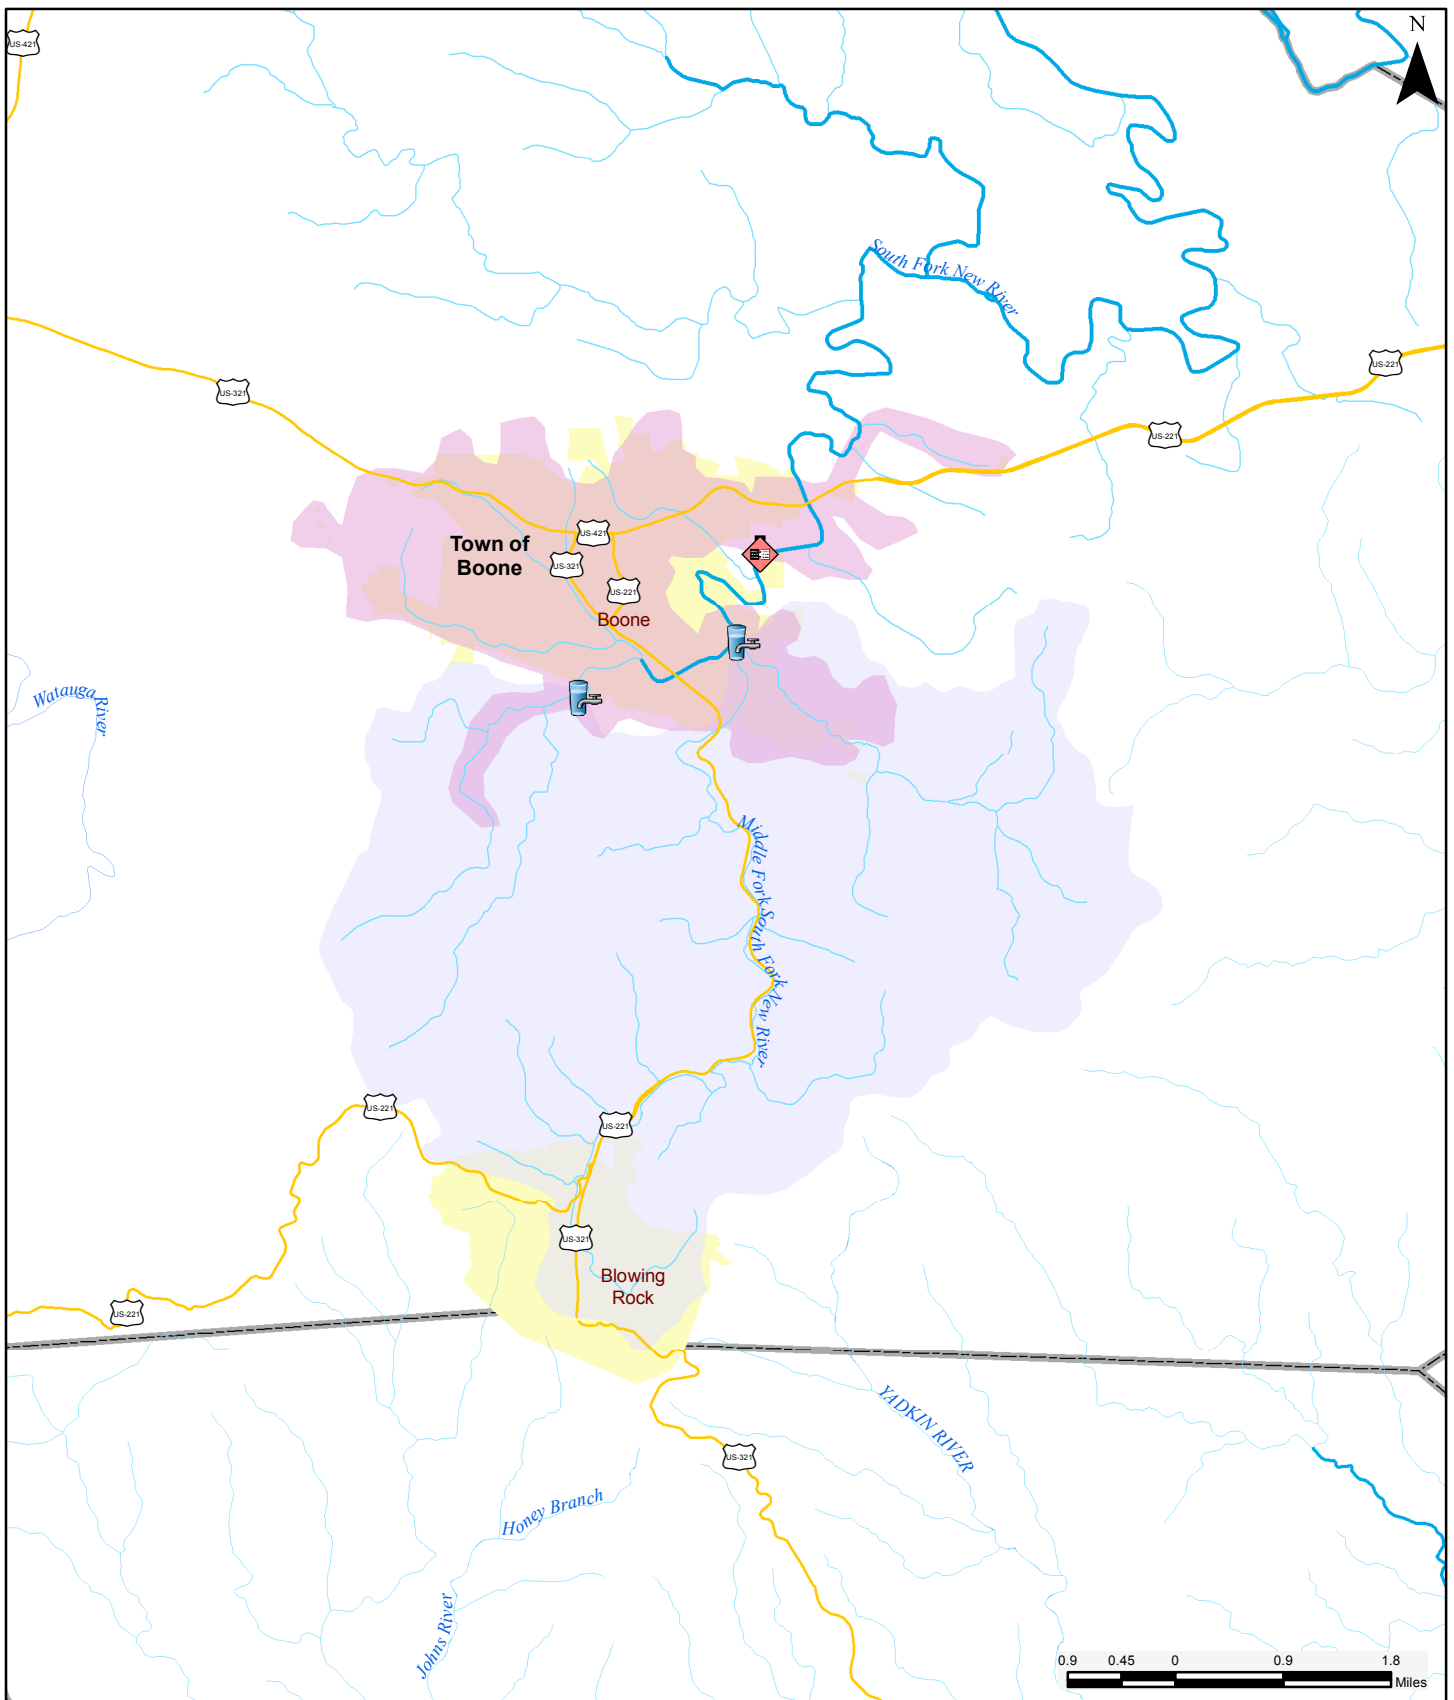 N
US-421
South Fork New River
US-221
US-321
US-221
US-421
Town of
Boone
US-321
US-221
Boone
Watauga River
Middle Fork South Fork New River
US-221
US-221
US-321
Blowing
Rock
US-221
YADKIN RIVER
US-321
Honey Branch
Johns River
0.9 0.45 0 0.9 1.8
Miles